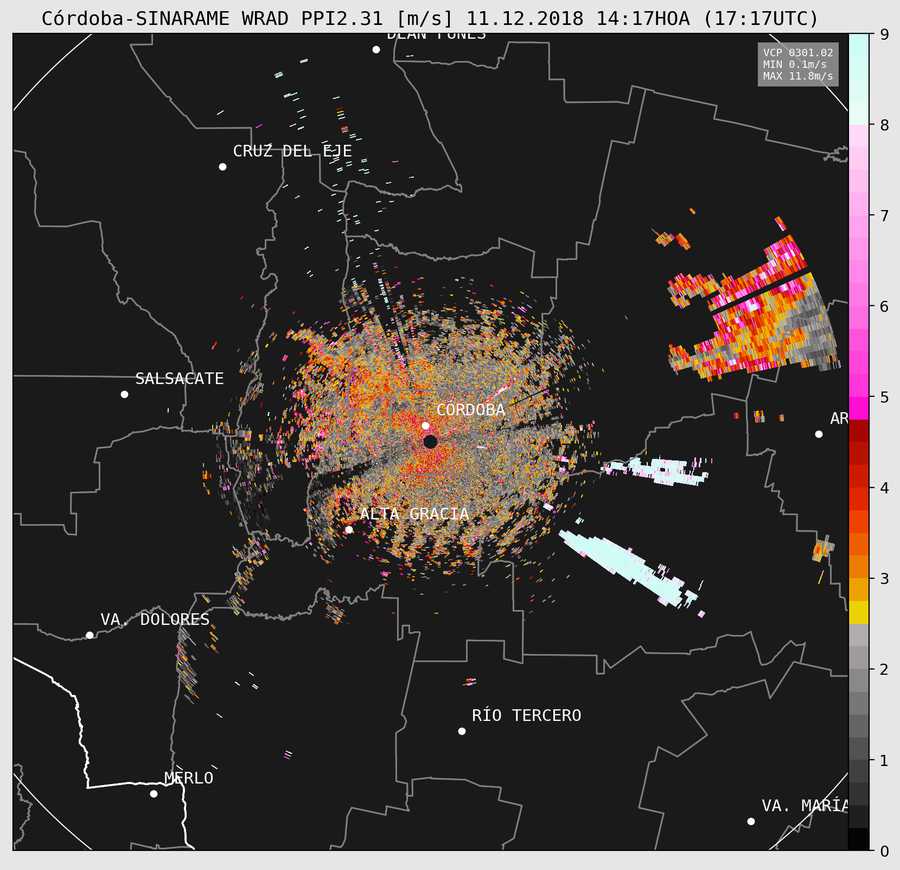 Córdoba-SINARAME WRAD PPI2.31 [m/s] 11.12.2018 14:17HOA (17:17UTC)
DEAN FUNES
VCP 0301.02
MIN 0.1m/s
MAX 11.8m/s
CRUZ DEL EJE
SALSACATE
CÓRDOBA
AR
ALTA GRACIA
VA. DOLORES
RÍO TERCERO
MERLO
VA. MARÍA
9
8
7
6
5
4
3
2
1
0